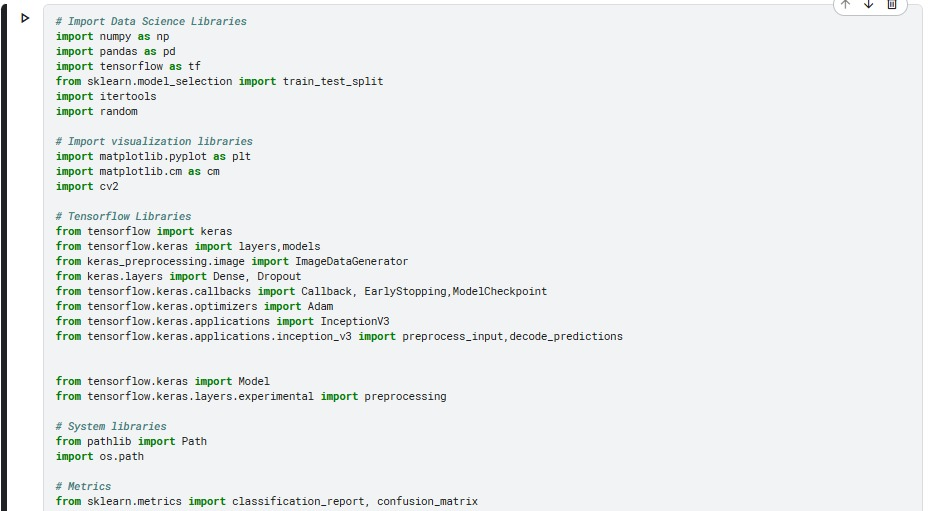 # Import Data Science Libraries
import numpy as np
import pandas as pd
import tensorflow as tf
from sklearn.model_selection import train_test_split
import itertools
import random
# Import visualization libraries
import matplotlib.pyplot as plt
import matplotlib.cm as cm
import cv2
# Tensorflow Libraries
from tensorflow import keras
from tensorflow.keras import layers,models
from keras_preprocessing.image import ImageDataGenerator
from keras.layers import Dense, Dropout
from tensorflow.keras.callbacks import Callback, EarlyStopping,ModelCheckpoint
from tensorflow.keras.optimizers import Adam
from tensorflow.keras.applications import InceptionV3
from tensorflow.keras.applications.inception_v3 import preprocess_input,decode_predictions
from tensorflow.keras import Model
from tensorflow.keras.layers.experimental import preprocessing
# System libraries
from pathlib import Path
import os.path
# Metrics
from sklearn.metrics import classification_report, confusion_matrix